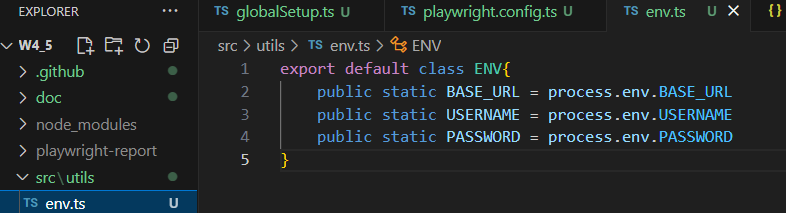 EXPLORER
W4_5
.github
doc
node_modules
playwright-report
src\utils
TS env.ts U
TS globalSetup.ts U
TS playwright.config.ts U
TS env.ts U
{}
src > utils > TS env.ts > ENV
1 export default class ENV{
2 public static BASE_URL = process.env.BASE_URL
3 public static USERNAME = process.env.USERNAME
4 public static PASSWORD = process.env.PASSWORD
5 }